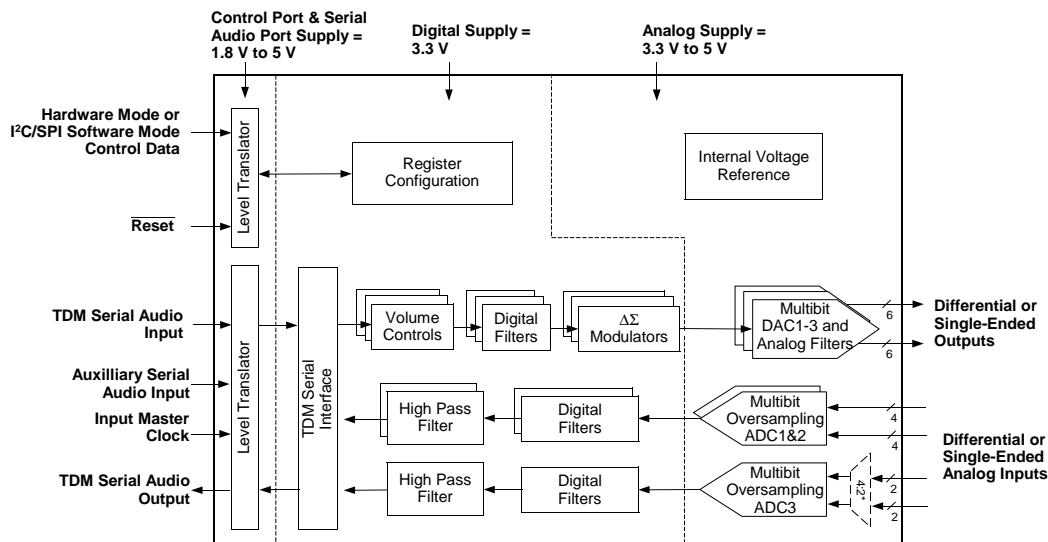 Control Port & Serial
Audio Port Supply =
1.8 V to 5 V
Digital Supply =
3.3 V
Analog Supply =
3.3 V to 5 V
Hardware Mode or
I²C/SPI Software Mode
Control Data
Reset
Level Translator
Register
Configuration
Internal Voltage
Reference
TDM Serial Audio
Input
Auxilliary Serial
Audio Input
Input Master
Clock
TDM Serial Audio
Output
Level Translator
TDM Serial
Interface
Volume
Controls
Digital
Filters
ΔΣ
Modulators
Multibit
DAC1-3 and
Analog Filters
6
6
Differential or
Single-Ended
Outputs
High Pass
Filter
Digital
Filters
Multibit
Oversampling
ADC1&2
4
4
High Pass
Filter
Digital
Filters
Multibit
Oversampling
ADC3
4:2*
2
2
Differential or
Single-Ended
Analog Inputs